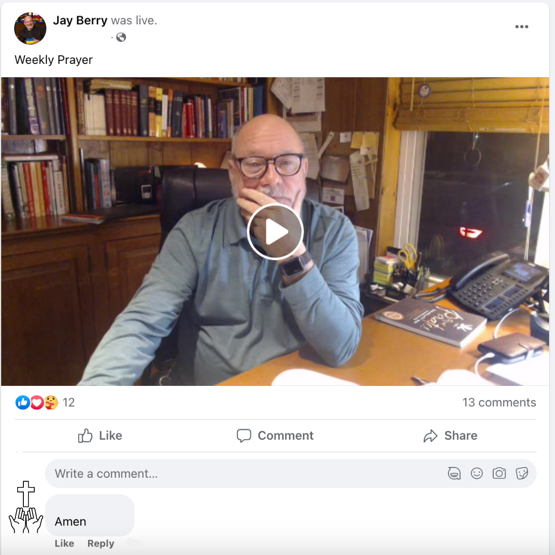 Jay Berry was live.
Weekly Prayer
12
13 comments
Like
Comment
Share
Write a comment...
Amen
Like Reply